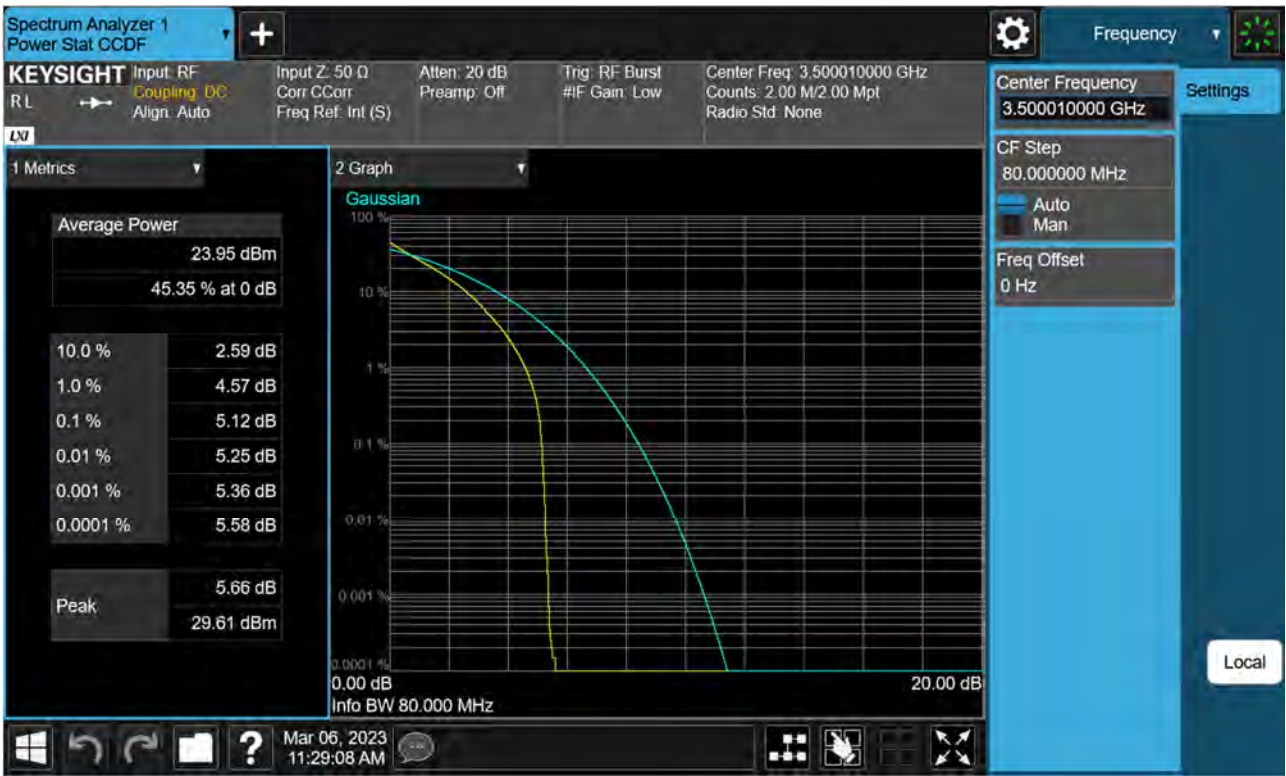 Spectrum Analyzer 1
Power Stat CCDF
+
Frequency
KEYSIGHT
RL
LXI
Input: RF
Coupling: DC
Align: Auto
Input Z: 50 Ω
Corr CCorr
Freq Ref: Int (S)
Atten: 20 dB
Preamp: Off
Trig: RF Burst
#IF Gain: Low
Center Freq: 3.500010000 GHz
Counts: 2.00 M/2.00 Mpt
Radio Std: None
Center Frequency
3.500010000 GHz
Settings
CF Step
80.000000 MHz
Auto
Man
Freq Offset
0 Hz
1 Metrics
Average Power
23.95 dBm
45.35 % at 0 dB
10.0 % 2.59 dB
1.0 % 4.57 dB
0.1 % 5.12 dB
0.01 % 5.25 dB
0.001 % 5.36 dB
0.0001 % 5.58 dB
Peak
5.66 dB
29.61 dBm
2 Graph
Gaussian
100 %
10 %
1 %
0.1 %
0.01 %
0.001 %
0.0001 %
0.00 dB
20.00 dB
Info BW 80.000 MHz
Local
?
Mar 06, 2023
11:29:08 AM